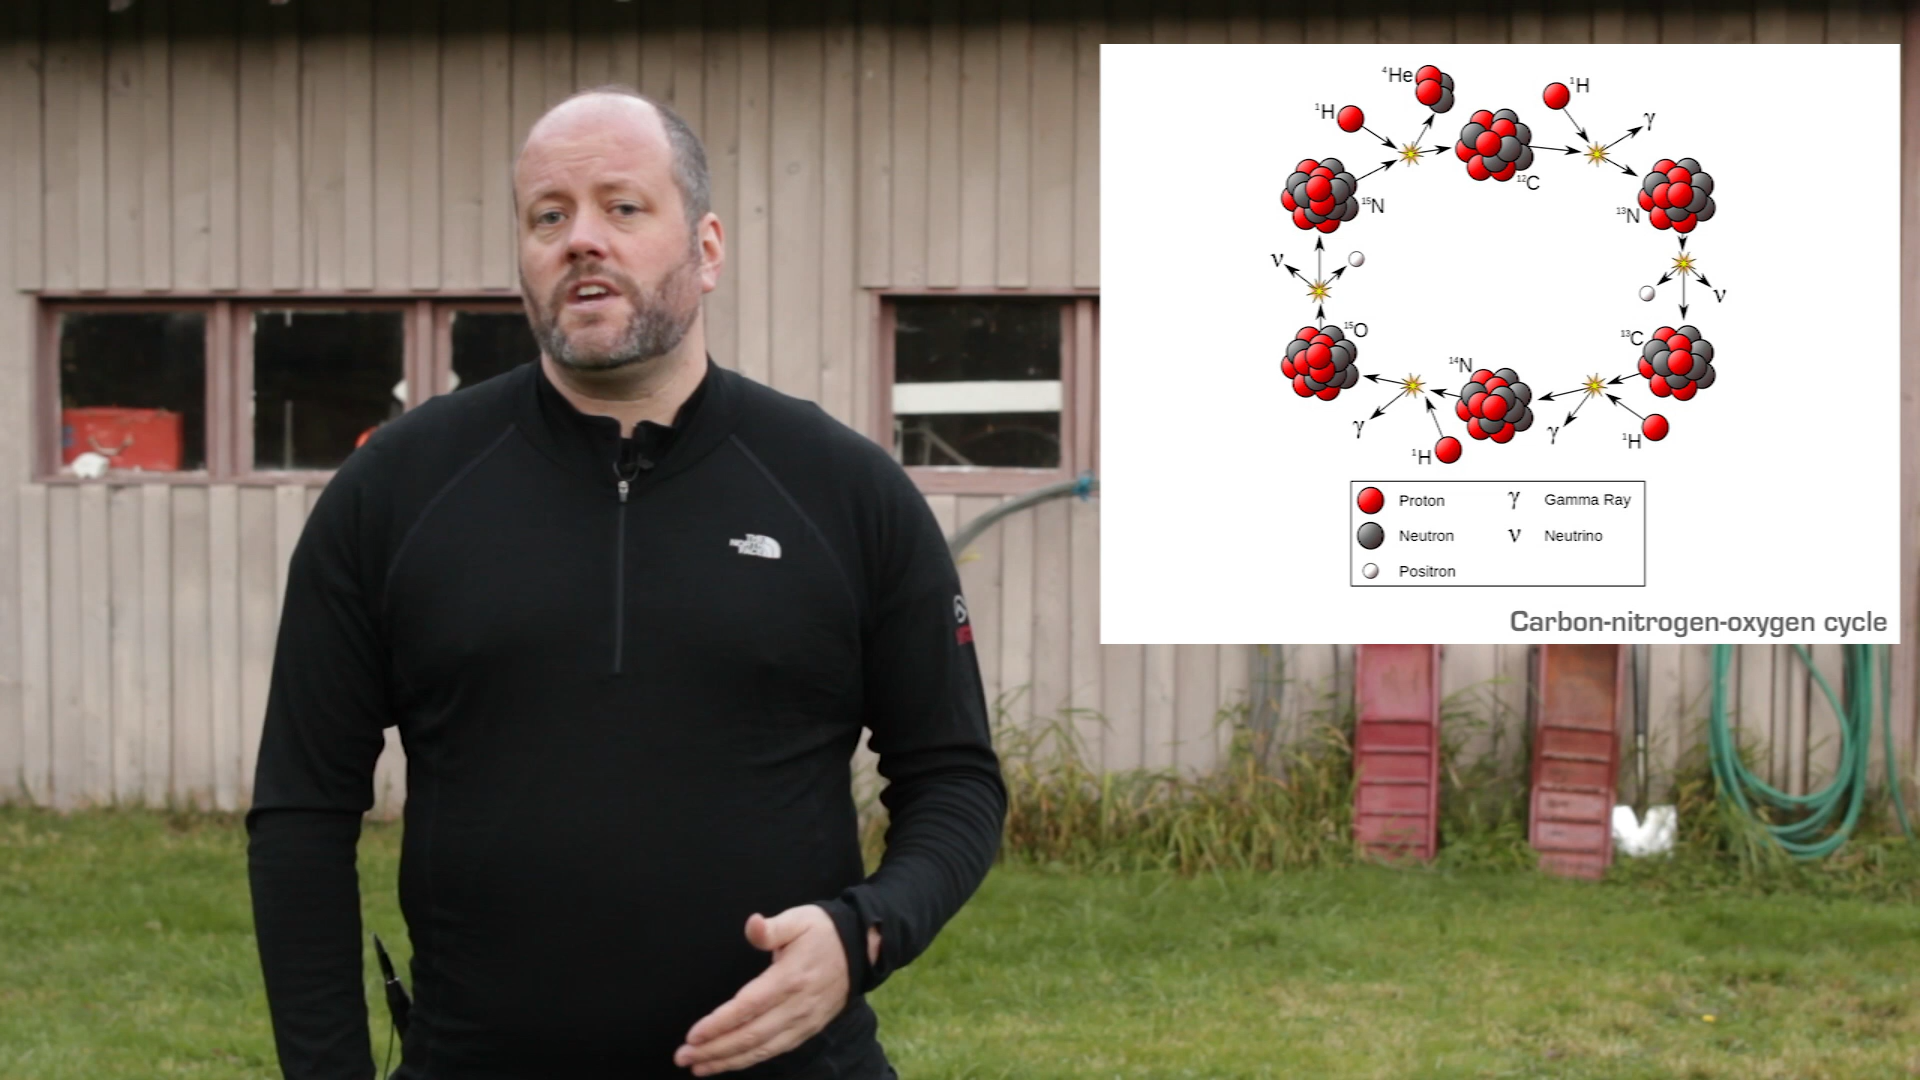 THE
NORTH
FACE
⁴He
¹H
¹H
γ
¹²C
¹⁵N
¹³N
ν
ν
¹⁵O
¹³C
¹⁴N
γ
γ
¹H
¹H
Proton γ Gamma Ray
Neutron ν Neutrino
Positron
Carbon-nitrogen-oxygen cycle